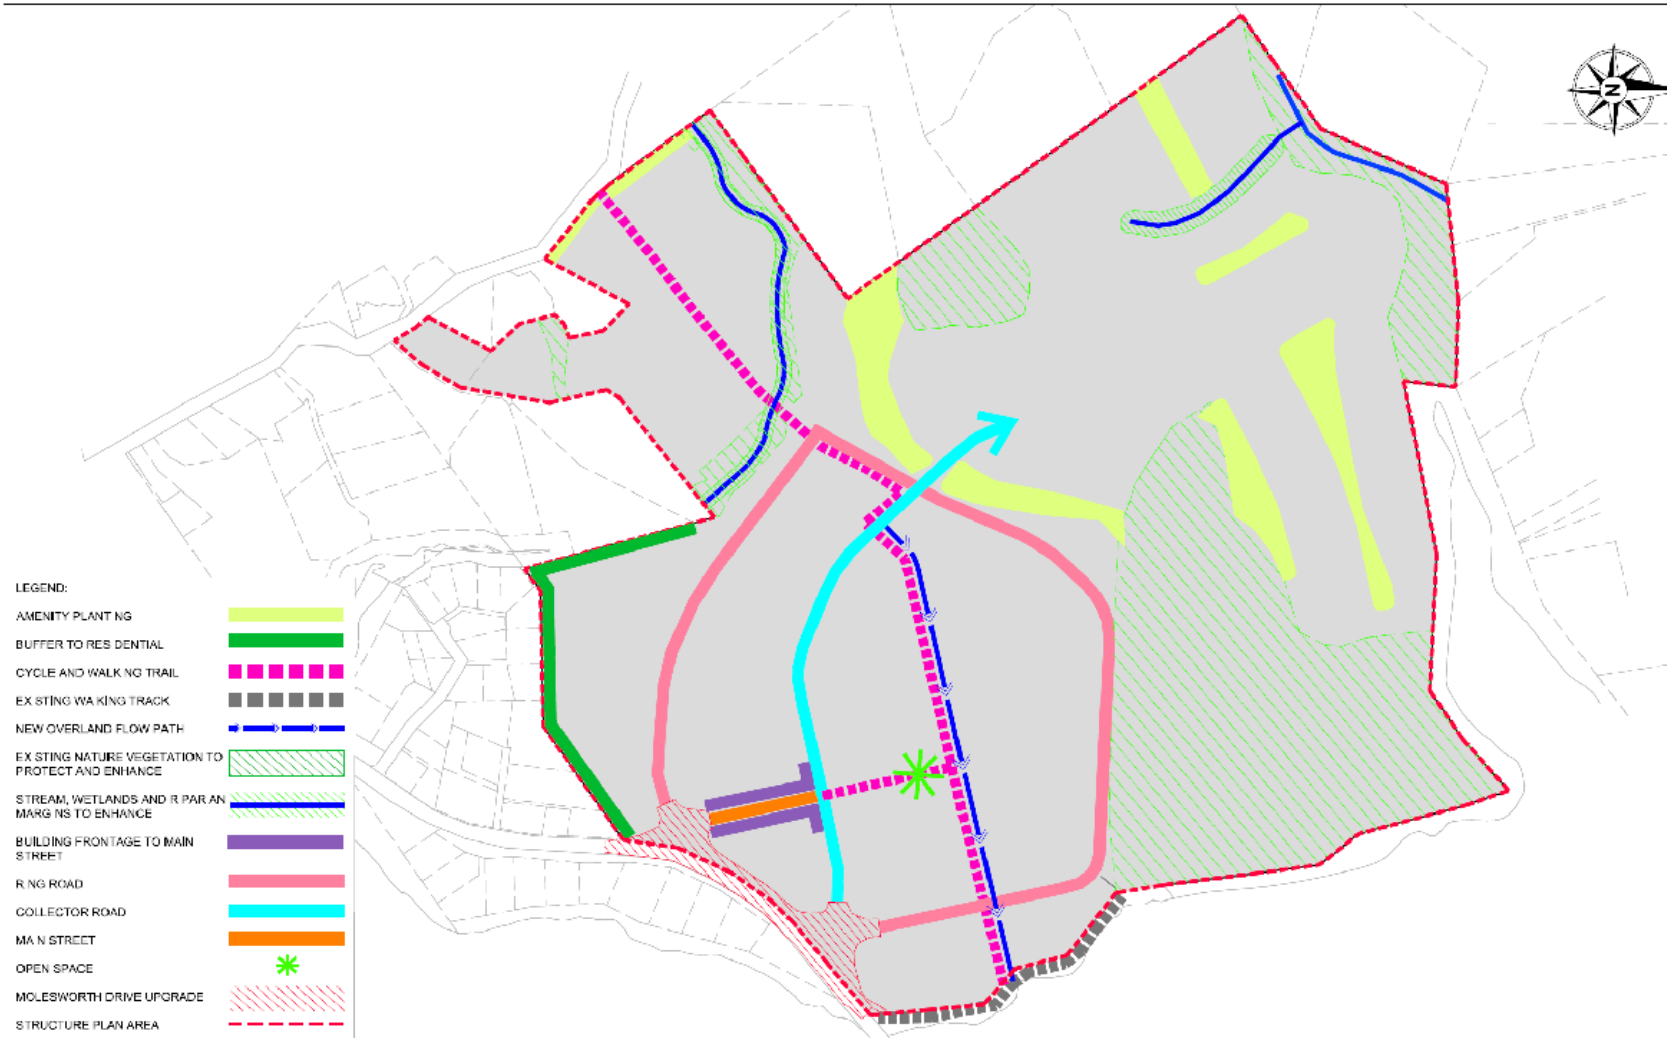 N
LEGEND:
AMENITY PLANT NG
BUFFER TO RES DENTIAL
CYCLE AND WALK NG TRAIL
EX STING WA KING TRACK
NEW OVERLAND FLOW PATH
EX STING NATURE VEGETATION TO
PROTECT AND ENHANCE
STREAM, WETLANDS AND R PAR AN
MARG NS TO ENHANCE
BUILDING FRONTAGE TO MAIN
STREET
R NG ROAD
COLLECTOR ROAD
MA N STREET
OPEN SPACE
MOLESWORTH DRIVE UPGRADE
STRUCTURE PLAN AREA